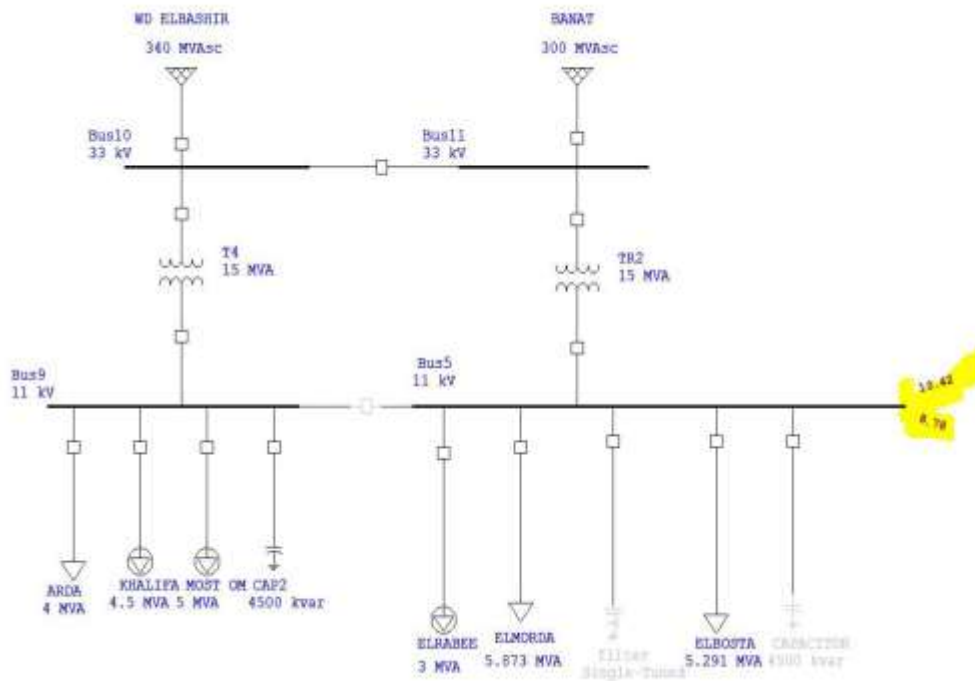 WD ELBASHIR
340 MVAsc
BANAT
300 MVAsc
Bus10
33 kV
Bus11
33 kV
T4
15 MVA
TR2
15 MVA
Bus9
11 kV
Bus5
11 kV
10.42
8.70
ARDA
4 MVA
KHALIFA
4.5 MVA
MOST OM
5 MVA
CAP2
4500 kvar
ELRABEE
3 MVA
ELMORDA
5.873 MVA
filter
Single-Tuned
ELBOSTA
5.291 MVA
CAPACITOR
4500 kvar